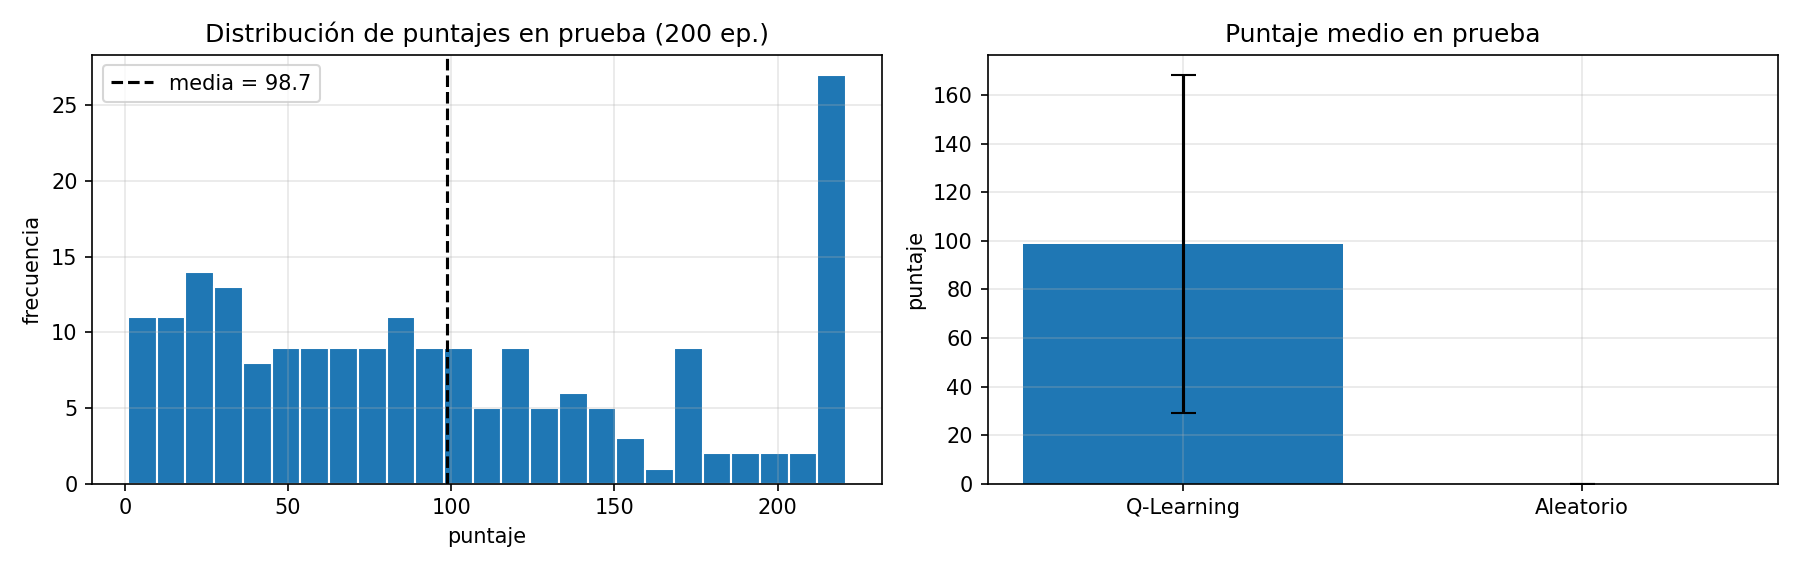 Distribución de puntajes en prueba (200 ep.)
media = 98.7
frecuencia
25
20
15
10
5
0
0 50 100 150 200
puntaje
Puntaje medio en prueba
puntaje
160
140
120
100
80
60
40
20
0
Q-Learning Aleatorio